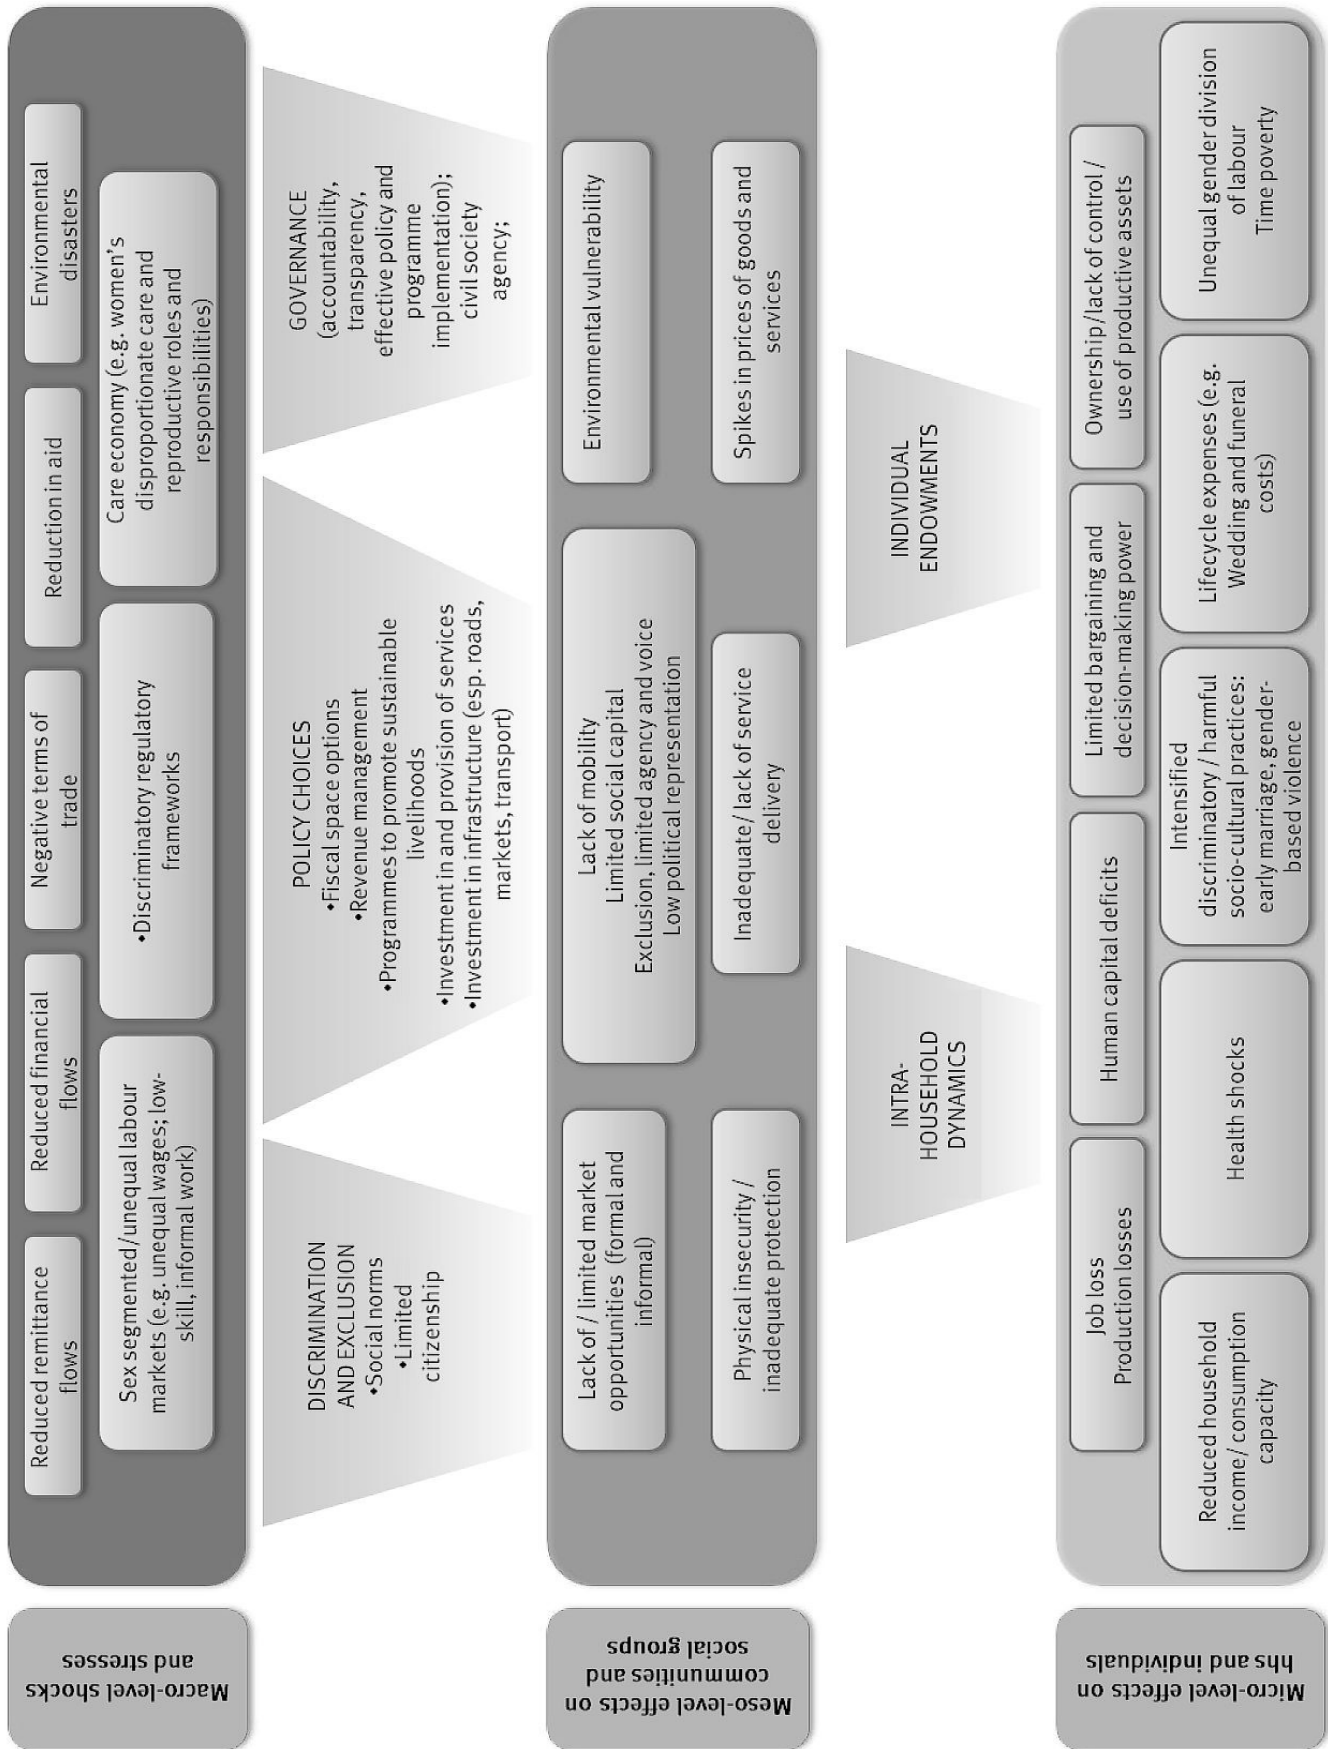 Macro-level shocks
and stresses
Reduced remittance
flows
Reduced financial
flows
Negative terms of
trade
Reduction in aid
Environmental
disasters
Sex segmented/unequal labour
markets (e.g. unequal wages; low-
skill, informal work)
•Discriminatory regulatory
frameworks
Care economy (e.g. women's
disproportionate care and
reproductive roles and
responsibilities)
DISCRIMINATION
AND EXCLUSION
•Social norms
•Limited
citizenship
POLICY CHOICES
•Fiscal space options
•Revenue management
•Programmes to promote sustainable
livelihoods
•Investment in and provision of services
•Investment in infrastructure (esp. roads,
markets, transport)
GOVERNANCE
(accountability,
transparency,
effective policy and
programme
implementation);
civil society
agency;
Meso-level effects on
communities and
social groups
Lack of / limited market
opportunities (formal and
informal)
Lack of mobility
Limited social capital
Exclusion, limited agency and voice
Low political representation
Environmental vulnerability
Physical insecurity /
inadequate protection
Inadequate/ lack of service
delivery
Spikes in prices of goods and
services
INTRA-
HOUSEHOLD
DYNAMICS
INDIVIDUAL
ENDOWMENTS
Micro-level effects on
hhs and individuals
Job loss
Production losses
Human capital deficits
Limited bargaining and
decision-making power
Ownership/lack of control /
use of productive assets
Reduced household
income/ consumption
capacity
Health shocks
Intensified
discriminatory / harmful
socio-cultural practices:
early marriage, gender-
based violence
Lifecycle expenses (e.g.
Wedding and funeral
costs)
Unequal gender division
of labour
Time poverty